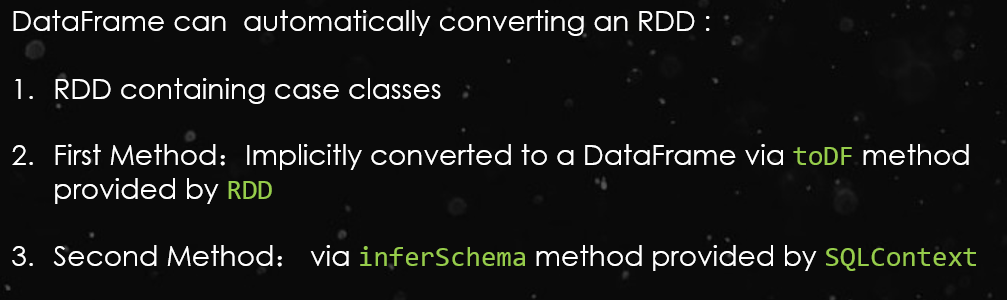 DataFrame can automatically converting an RDD :
1. RDD containing case classes
2. First Method： Implicitly converted to a DataFrame via toDF method
provided by RDD
3. Second Method： via inferSchema method provided by SQLContext